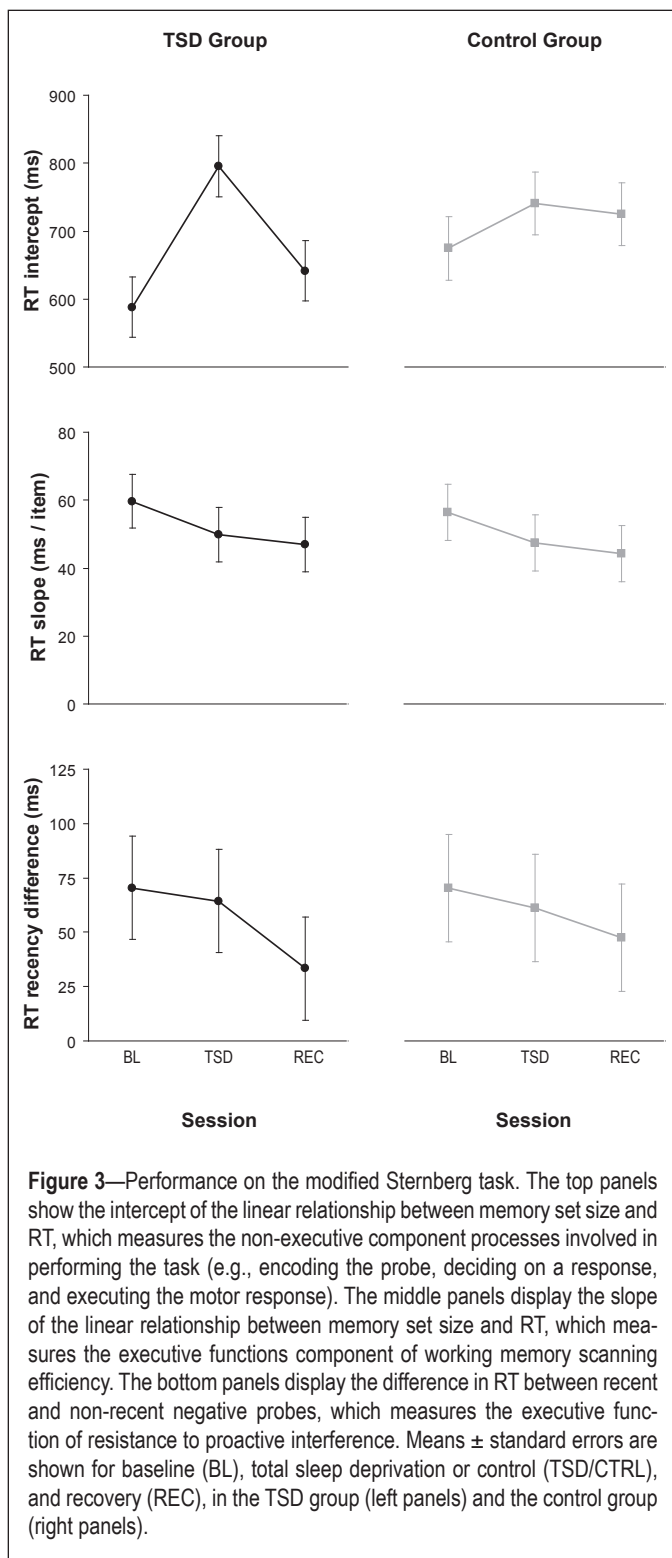 TSD Group
Control Group
RT intercept (ms)
900
800
700
600
500
RT slope (ms / item)
80
60
40
20
0
RT recency difference (ms)
125
100
75
50
25
0
BL
TSD
REC
BL
TSD
REC
Session
Session
Figure 3—Performance on the modified Sternberg task. The top panels
show the intercept of the linear relationship between memory set size and
RT, which measures the non-executive component processes involved in
performing the task (e.g., encoding the probe, deciding on a response,
and executing the motor response). The middle panels display the slope
of the linear relationship between memory set size and RT, which mea-
sures the executive functions component of working memory scanning
efficiency. The bottom panels display the difference in RT between recent
and non-recent negative probes, which measures the executive func-
tion of resistance to proactive interference. Means ± standard errors are
shown for baseline (BL), total sleep deprivation or control (TSD/CTRL),
and recovery (REC), in the TSD group (left panels) and the control group
(right panels).